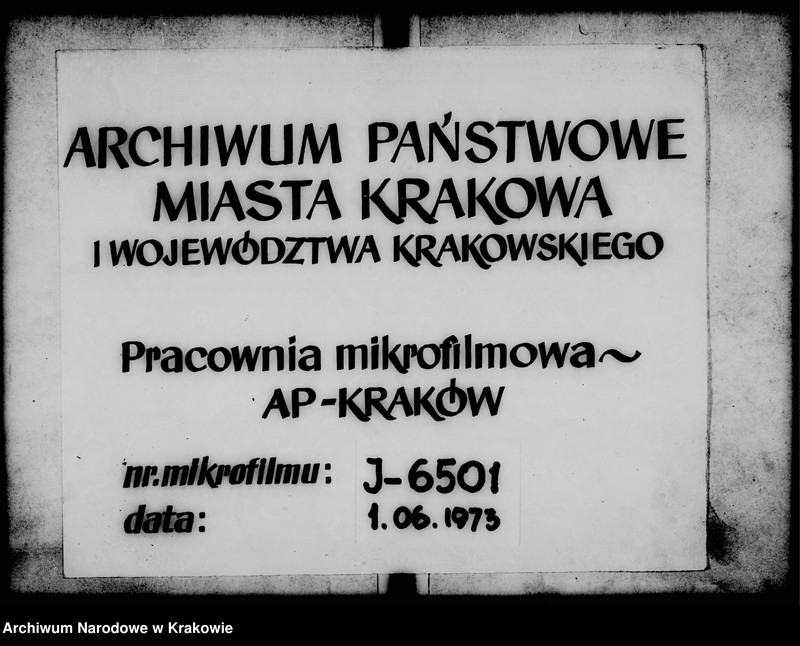 ARCHIWUM PAŃSTWOWE
MIASTA KRAKOWA
I WOJEWÓDZTWA KRAKOWSKIEGO
Pracownia mikrofilmowa~
AP-KRAKÓW
nr. mikrofilmu: J-6501
data: 1.06.1973
Archiwum Narodowe w Krakowie